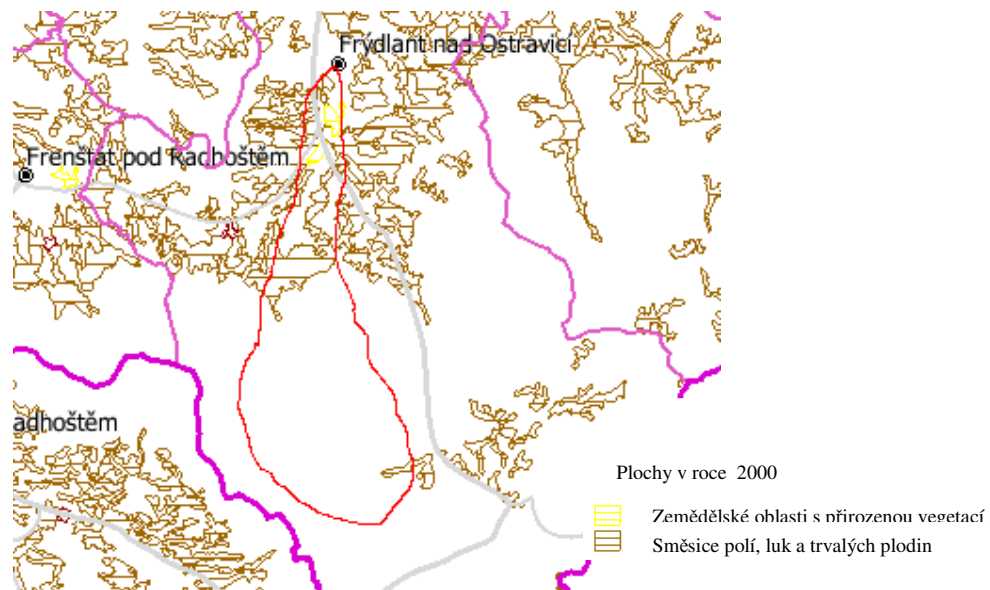 Frýdlant nad Ostravicí
Frenštát pod Radhoštěm
adhoštěm
Plochy v roce 2000
Zemědělské oblasti s přirozenou vegetací
Směsice polí, luk a trvalých plodin